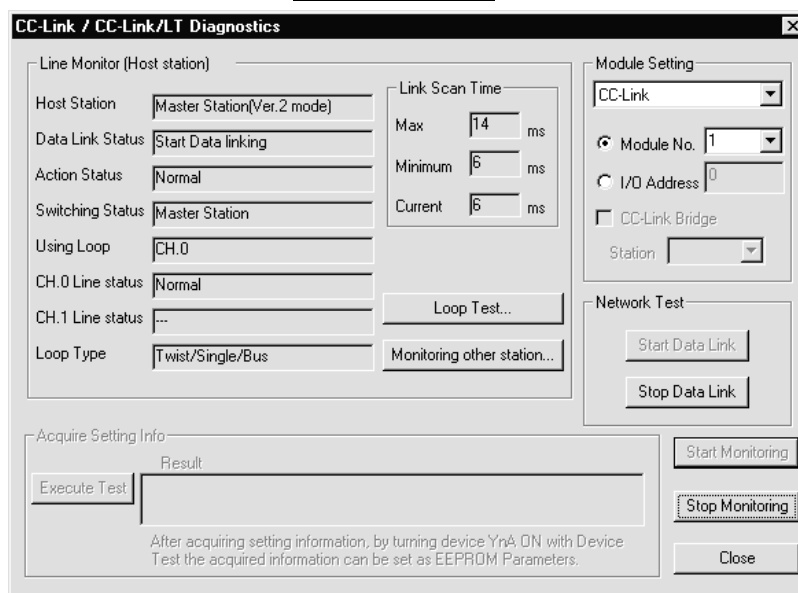 CC-Link / CC-Link/LT Diagnostics
Line Monitor (Host station)
Host Station Master Station(Ver.2 mode)
Data Link Status Start Data linking
Action Status Normal
Switching Status Master Station
Using Loop CH.0
CH.0 Line status Normal
CH.1 Line status ---
Loop Type Twist/Single/Bus
Link Scan Time
Max 14 ms
Minimum 6 ms
Current 6 ms
Loop Test...
Monitoring other station...
Module Setting
CC-Link
Module No. 1
I/O Address 0
CC-Link Bridge
Station
Network Test
Start Data Link
Stop Data Link
Acquire Setting Info
Execute Test
Result
After acquiring setting information, by turning device YnA ON with Device
Test the acquired information can be set as EEPROM Parameters.
Start Monitoring
Stop Monitoring
Close